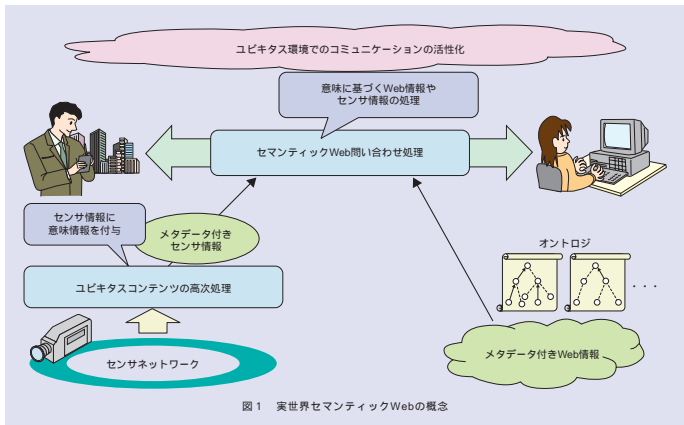 ユビキタス環境でのコミュニケーションの活性化
意味に基づくWeb情報や
センサ情報の処理
セマンティックWeb問い合わせ処理
センサ情報に
意味情報を付与
メタデータ付き
センサ情報
オントロジ
ユビキタスコンテンツの高次処理
・・・
メタデータ付きWeb情報
センサネットワーク
図1 実世界セマンティックWebの概念